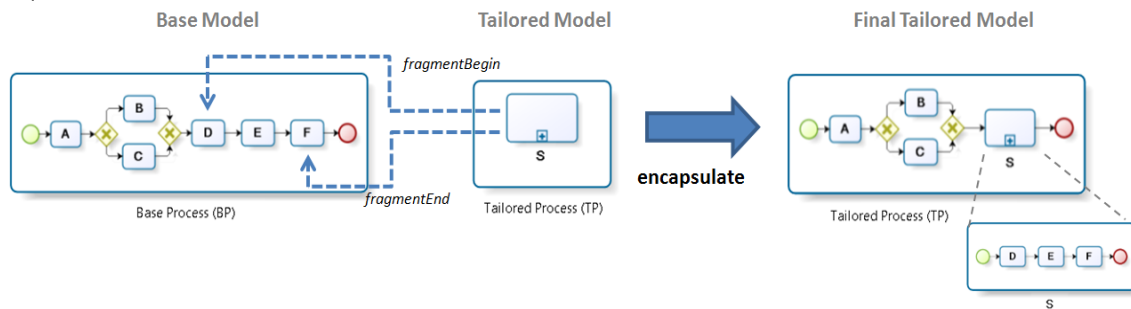 Base Model
Tailored Model
Final Tailored Model
fragmentBegin
A
B
C
D
E
F
fragmentEnd
Base Process (BP)
S
Tailored Process (TP)
encapsulate
A
B
C
S
Tailored Process (TP)
D
E
F
S